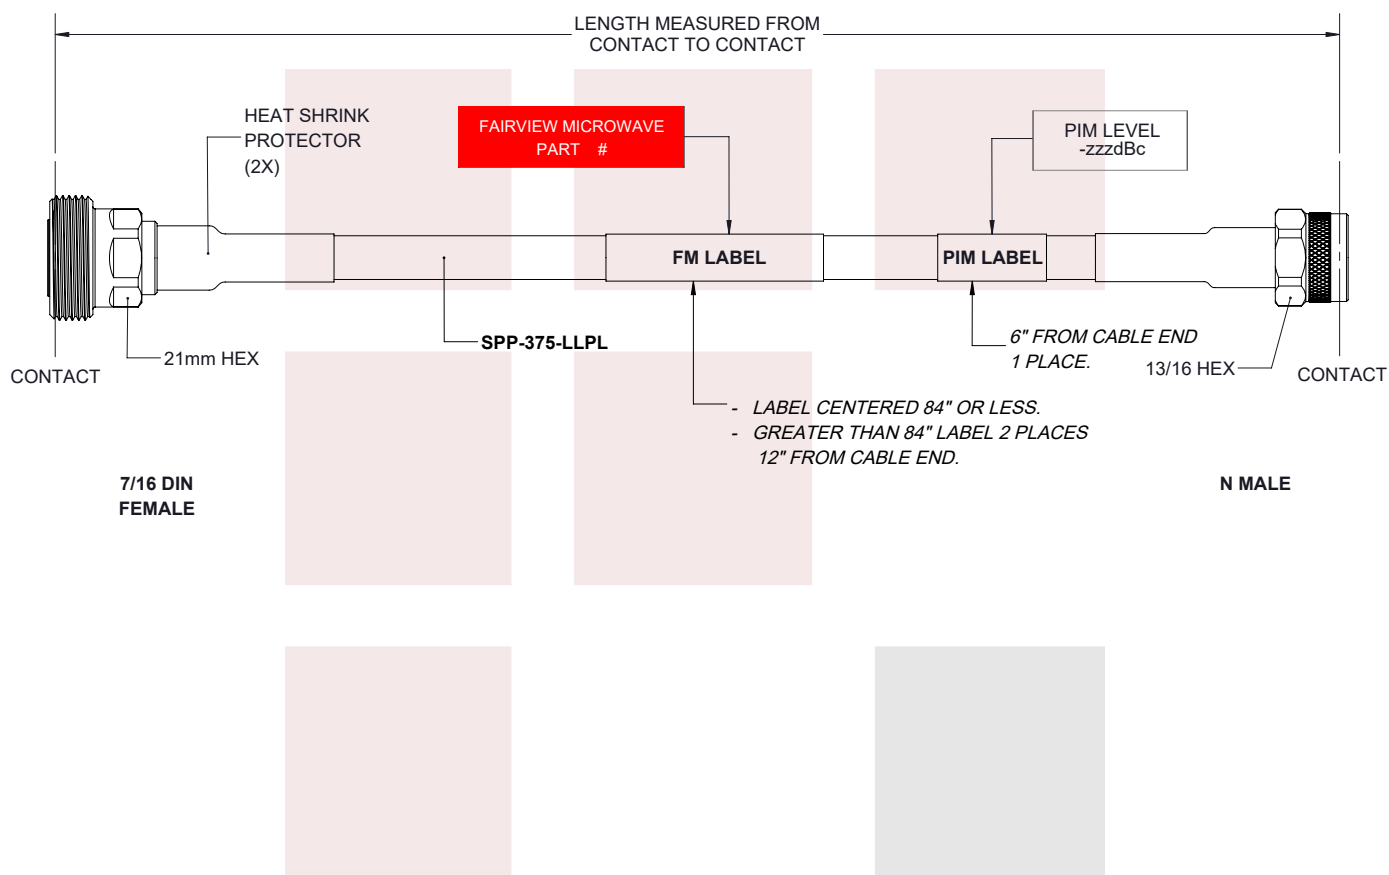 LENGTH MEASURED FROM
CONTACT TO CONTACT
HEAT SHRINK
PROTECTOR
(2X)
FAIRVIEW MICROWAVE
PART #
PIM LEVEL
-zzzdBc
FM LABEL
PIM LABEL
21mm HEX
SPP-375-LLPL
6" FROM CABLE END
1 PLACE.
13/16 HEX
CONTACT
CONTACT
- LABEL CENTERED 84" OR LESS.
- GREATER THAN 84" LABEL 2 PLACES
12" FROM CABLE END.
7/16 DIN
FEMALE
N MALE